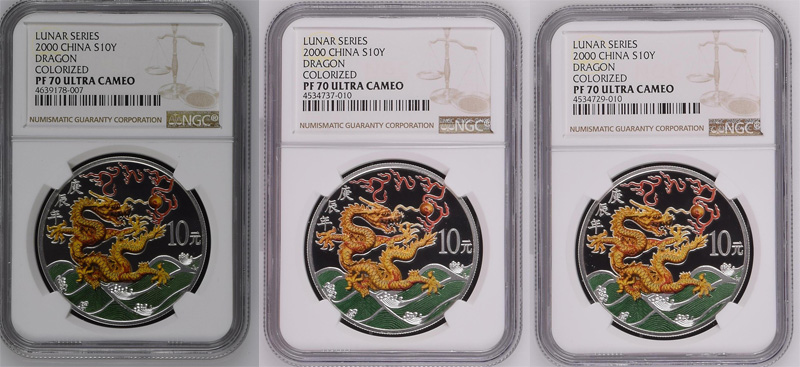 LUNAR SERIES
2000 CHINA S10Y
DRAGON
COLORIZED
PF 70 ULTRA CAMEO
4639178-007
NUMISMATIC GUARANTY CORPORATION NGC®
庚辰年
10元
LUNAR SERIES
2000 CHINA S10Y
DRAGON
COLORIZED
PF 70 ULTRA CAMEO
4534737-010
NUMISMATIC GUARANTY CORPORATION NGC®
庚辰年
10元
LUNAR SERIES
2000 CHINA S10Y
DRAGON
COLORIZED
PF 70 ULTRA CAMEO
4534729-010
NUMISMATIC GUARANTY CORPORATION NGC®
庚辰年
10元